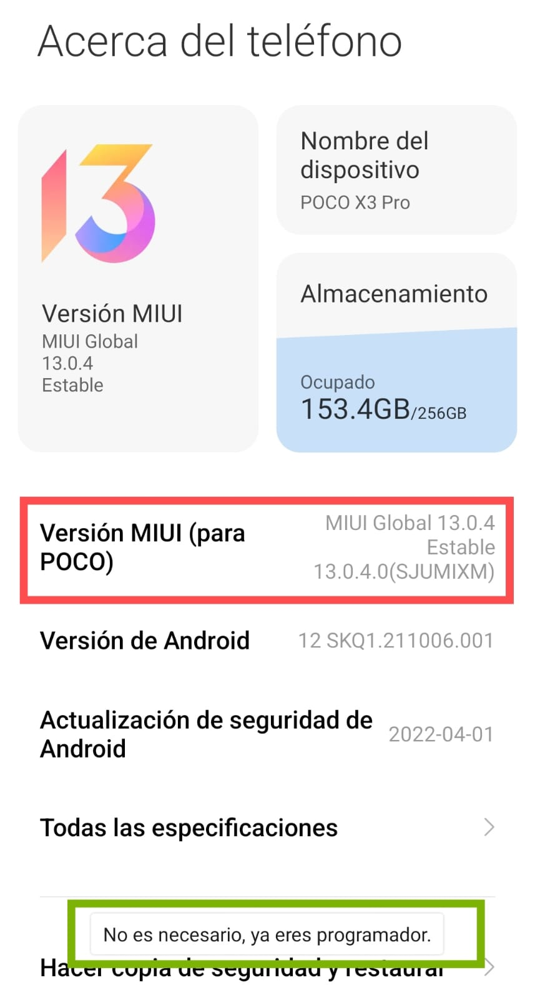 Acerca del teléfono
13
Versión MIUI
MIUI Global
13.0.4
Estable
Nombre del
dispositivo
POCO X3 Pro
Almacenamiento
Ocupado
153.4GB/256GB
Versión MIUI (para
POCO)
MIUI Global 13.0.4
Estable
13.0.4.0(SJUMIXM)
Versión de Android
12 SKQ1.211006.001
Actualización de seguridad de
Android
2022-04-01
Todas las especificaciones
No es necesario, ya eres programador.
Hacer copia de seguridad y restaurar